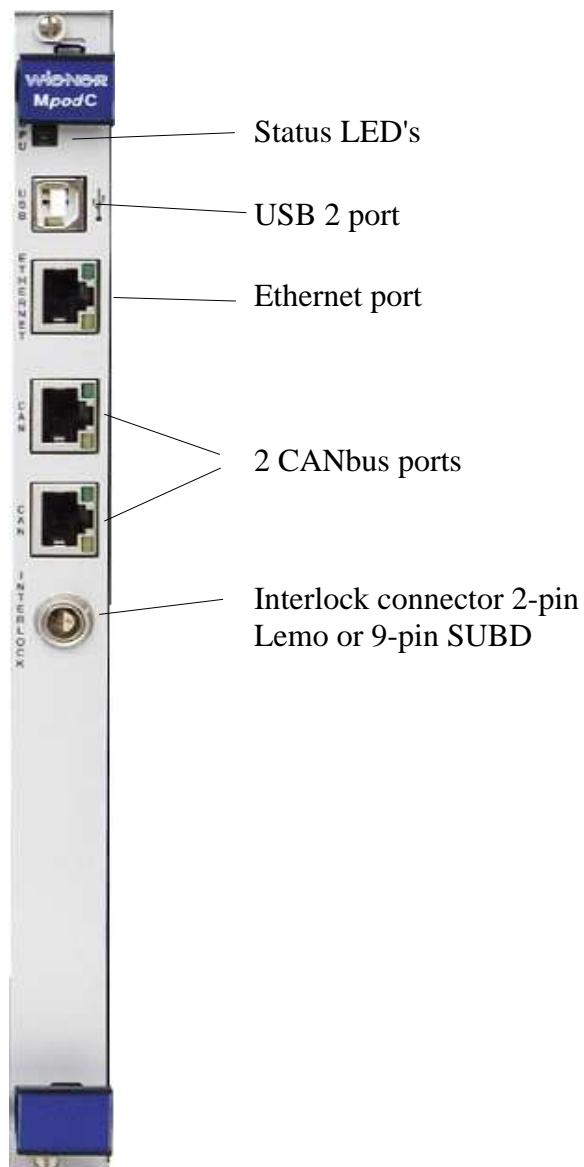 W-IE-NE-R
MpodC
CPU
Status LED's
USB
USB 2 port
ETHERNET
Ethernet port
CAN
2 CANbus ports
CAN
INTERLOCK
Interlock connector 2-pin
Lemo or 9-pin SUBD